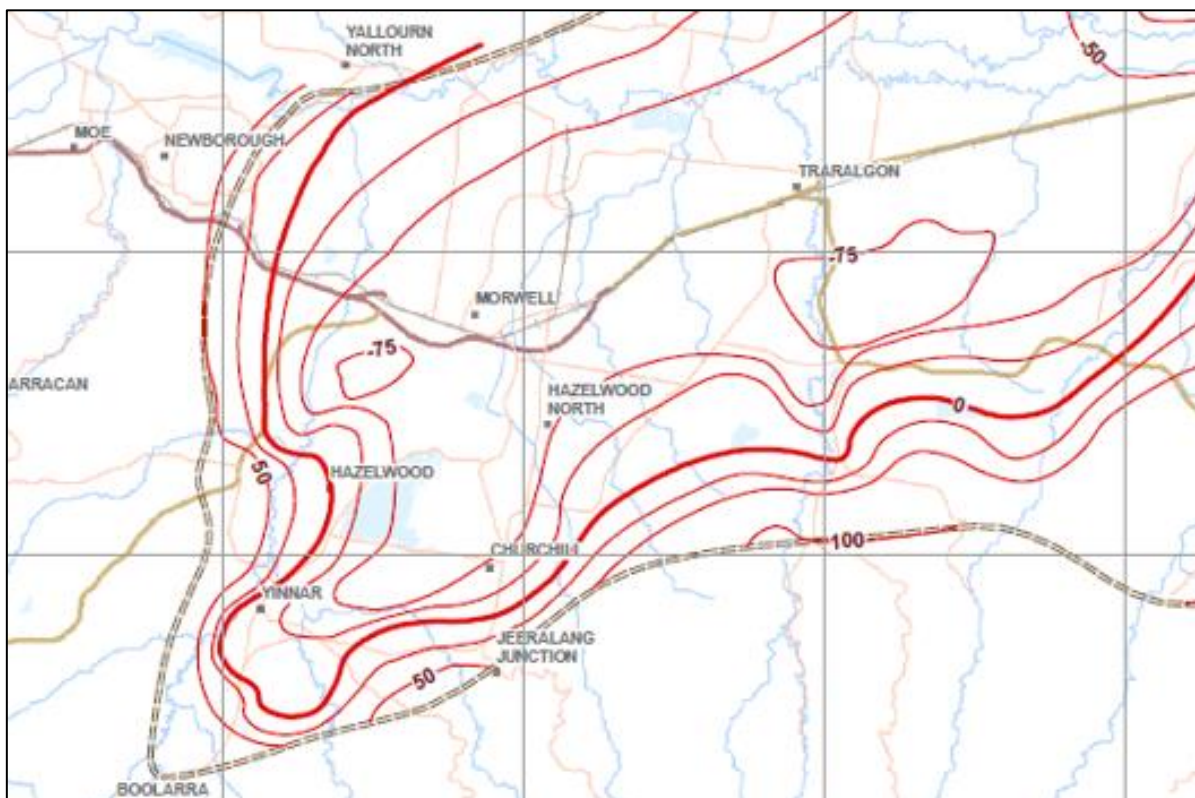 YALLOURN
NORTH
-50
MOE
NEWBOROUGH
TRARALGON
-75
MORWELL
-75
ARRACAN
HAZELWOOD
NORTH
0
50
HAZELWOOD
100
CHURCHILL
YINNAR
JEERALANG
JUNCTION
50
BOOLARRA